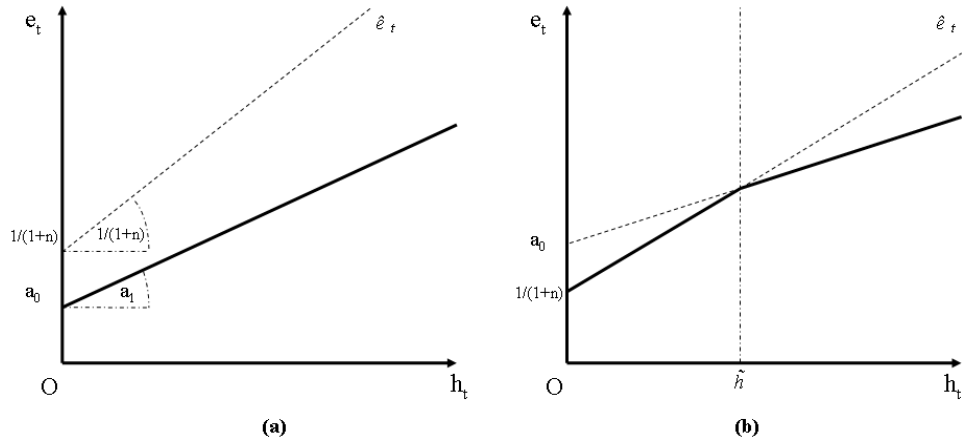 e_t
ê_t
1/(1+n)
1/(1+n)
a_0
a_1
O
h_t
(a)
e_t
ê_t
a_0
1/(1+n)
O
h̃
h_t
(b)